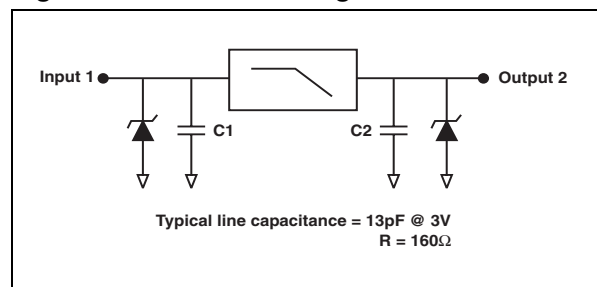 Input 1
Output 2
C1
C2
Typical line capacitance = 13pF @ 3V
R = 160Ω